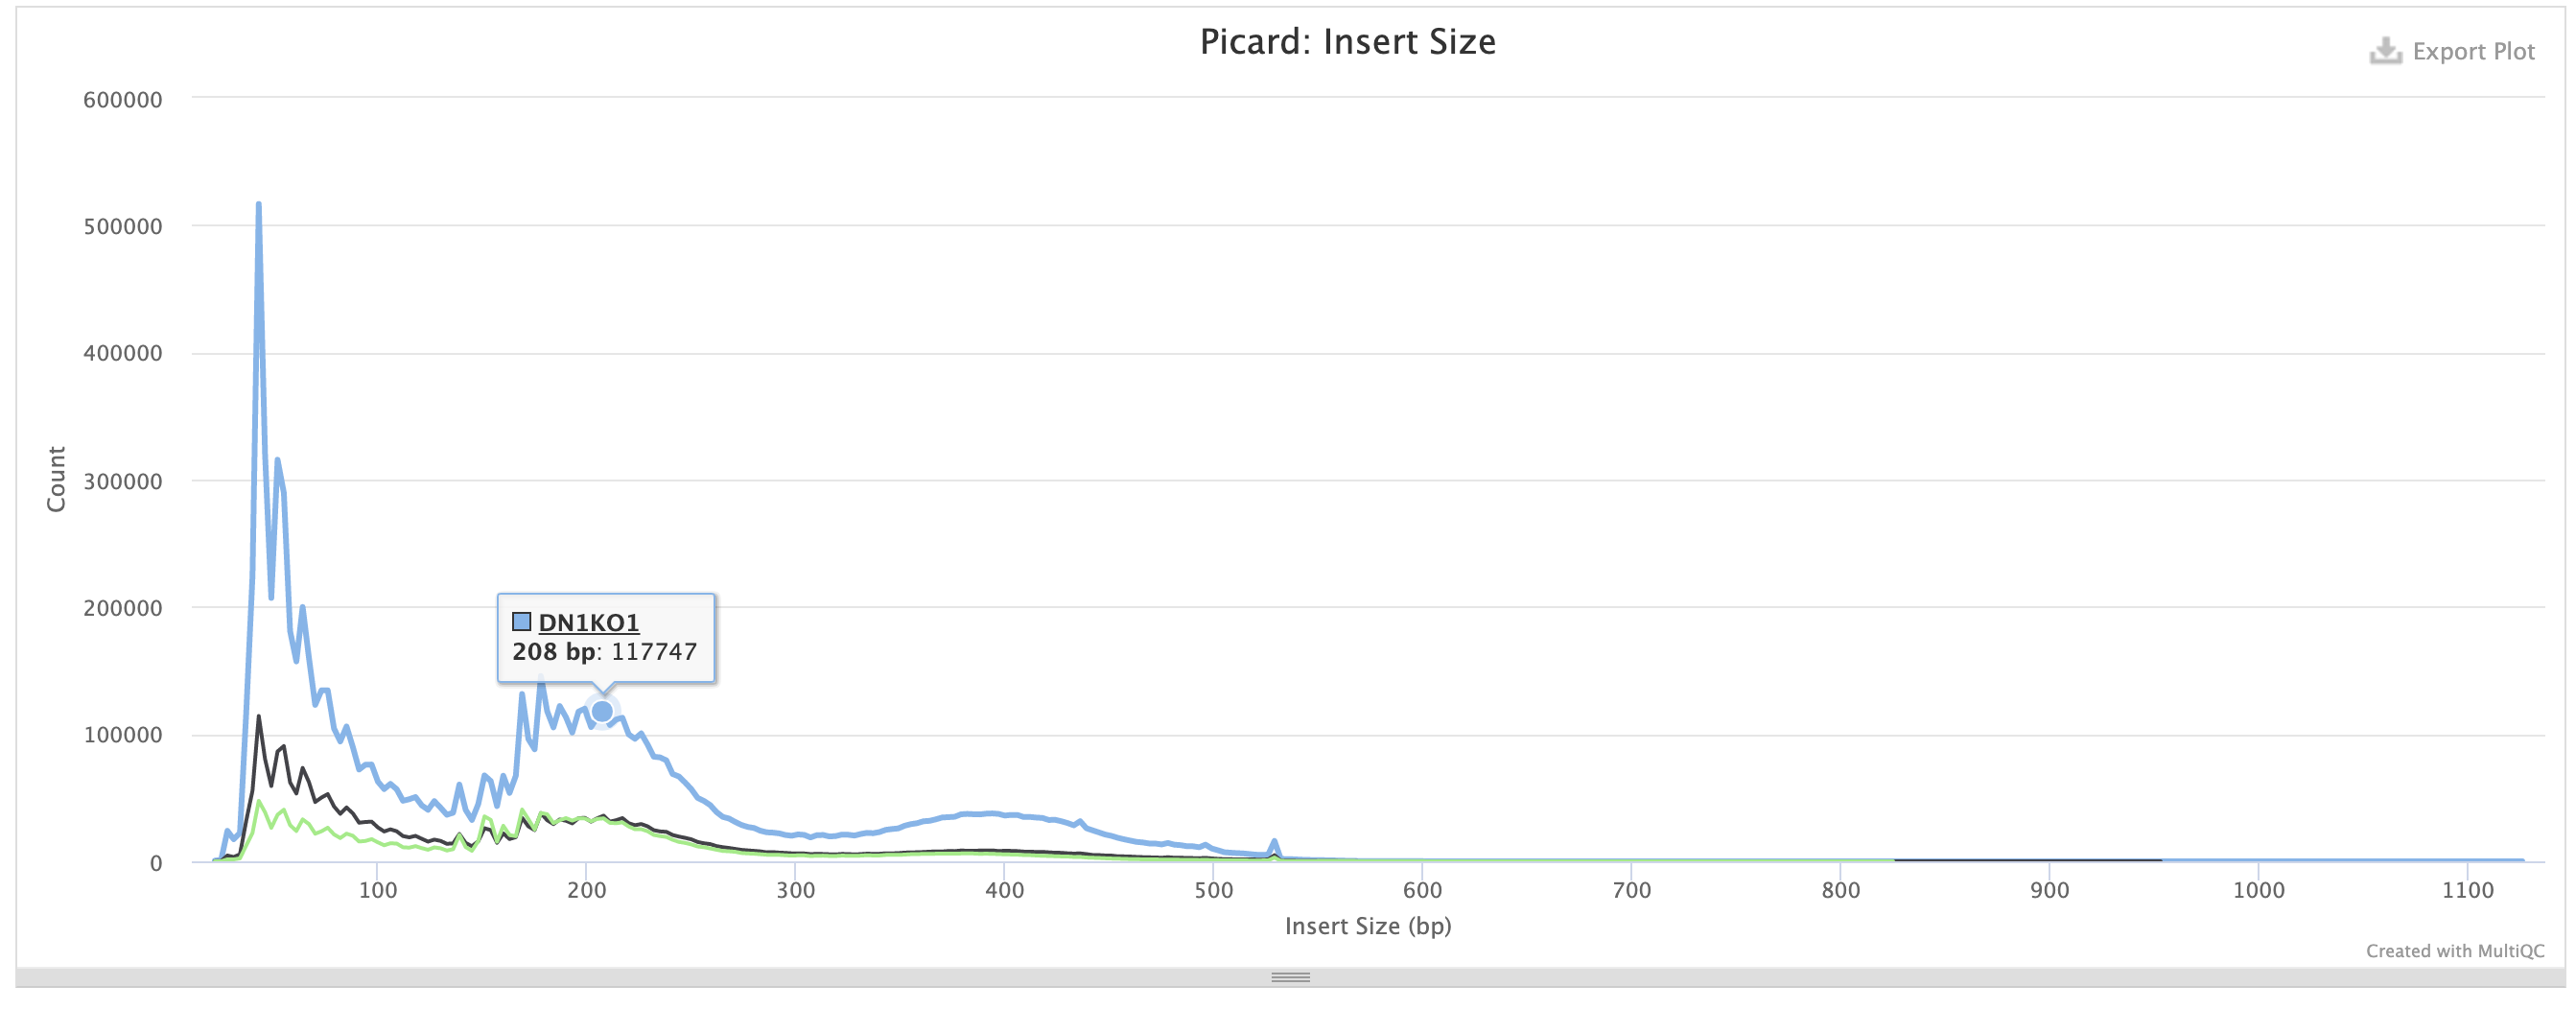 Picard: Insert Size
Export Plot
600000
500000
400000
300000
200000
100000
0
Count
DN1KO1
208 bp: 117747
100 200 300 400 500 600 700 800 900 1000 1100
Insert Size (bp)
Created with MultiQC